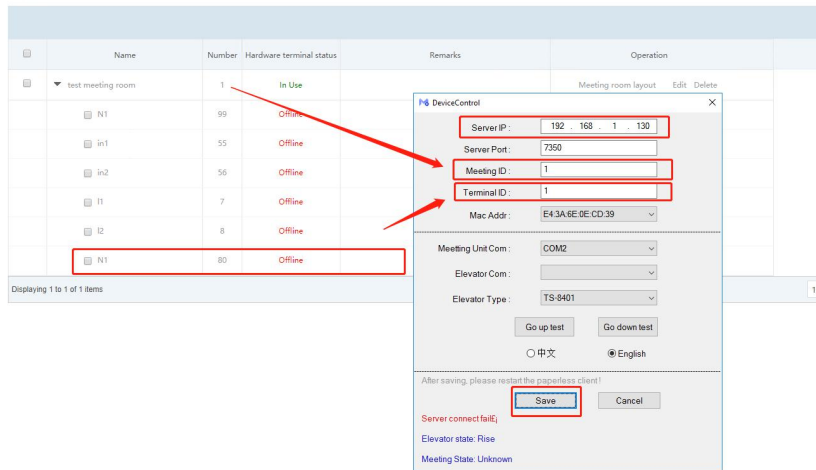 Name Number Hardware terminal status Remarks Operation
test meeting room 1 In Use Meeting room layout Edit Delete
N1 99 Offline
in1 55 Offline
in2 56 Offline
l1 7 Offline
l2 8 Offline
N1 80 Offline
Displaying 1 to 1 of 1 items
1
DeviceControl
Server IP : 192 . 168 . 1 . 130
Server Port : 7350
Meeting ID : 1
Terminal ID : 1
Mac Addr : E4:3A:6E:0E:CD:39
Meetting Unit Com : COM2
Elevator Com :
Elevator Type : TS-8401
Go up test Go down test
中文 English
After saving, please restart the paperless client !
Save Cancel
Server connect fail£¡
Elevator state: Rise
Meeting State: Unknown